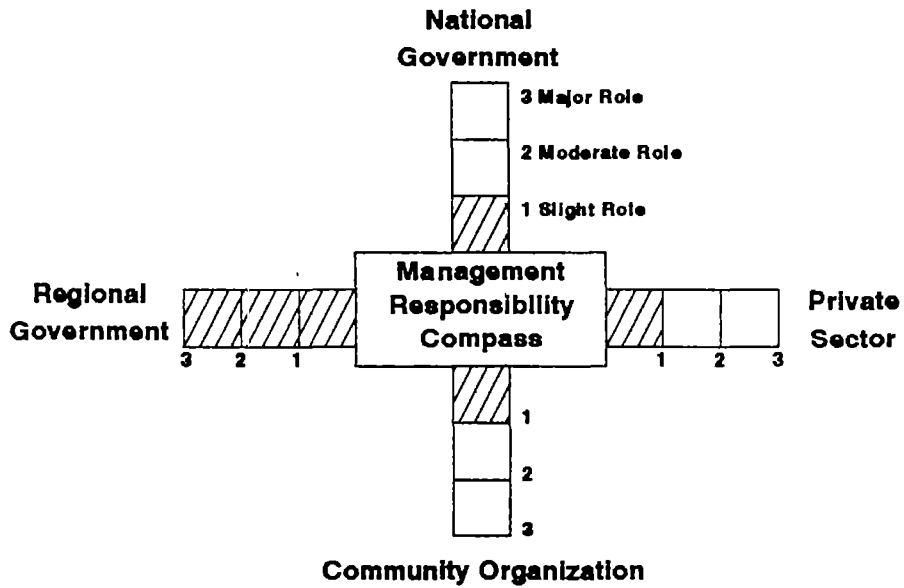 National
Government
3 Major Role
2 Moderate Role
1 Slight Role
Regional
Government
3 2 1
Management
Responsibility
Compass
1 2 3
Private
Sector
1
2
3
Community Organization